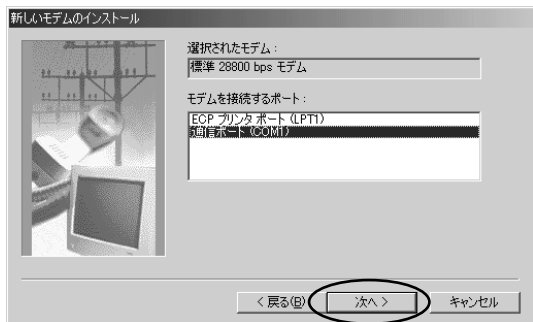 新しいモデムのインストール
選択されたモデム：
標準 28800 bps モデム
モデムを接続するポート：
ECP プリンタ ポート (LPT1)
通信ポート (COM1)
< 戻る(B)
次へ >
キャンセル